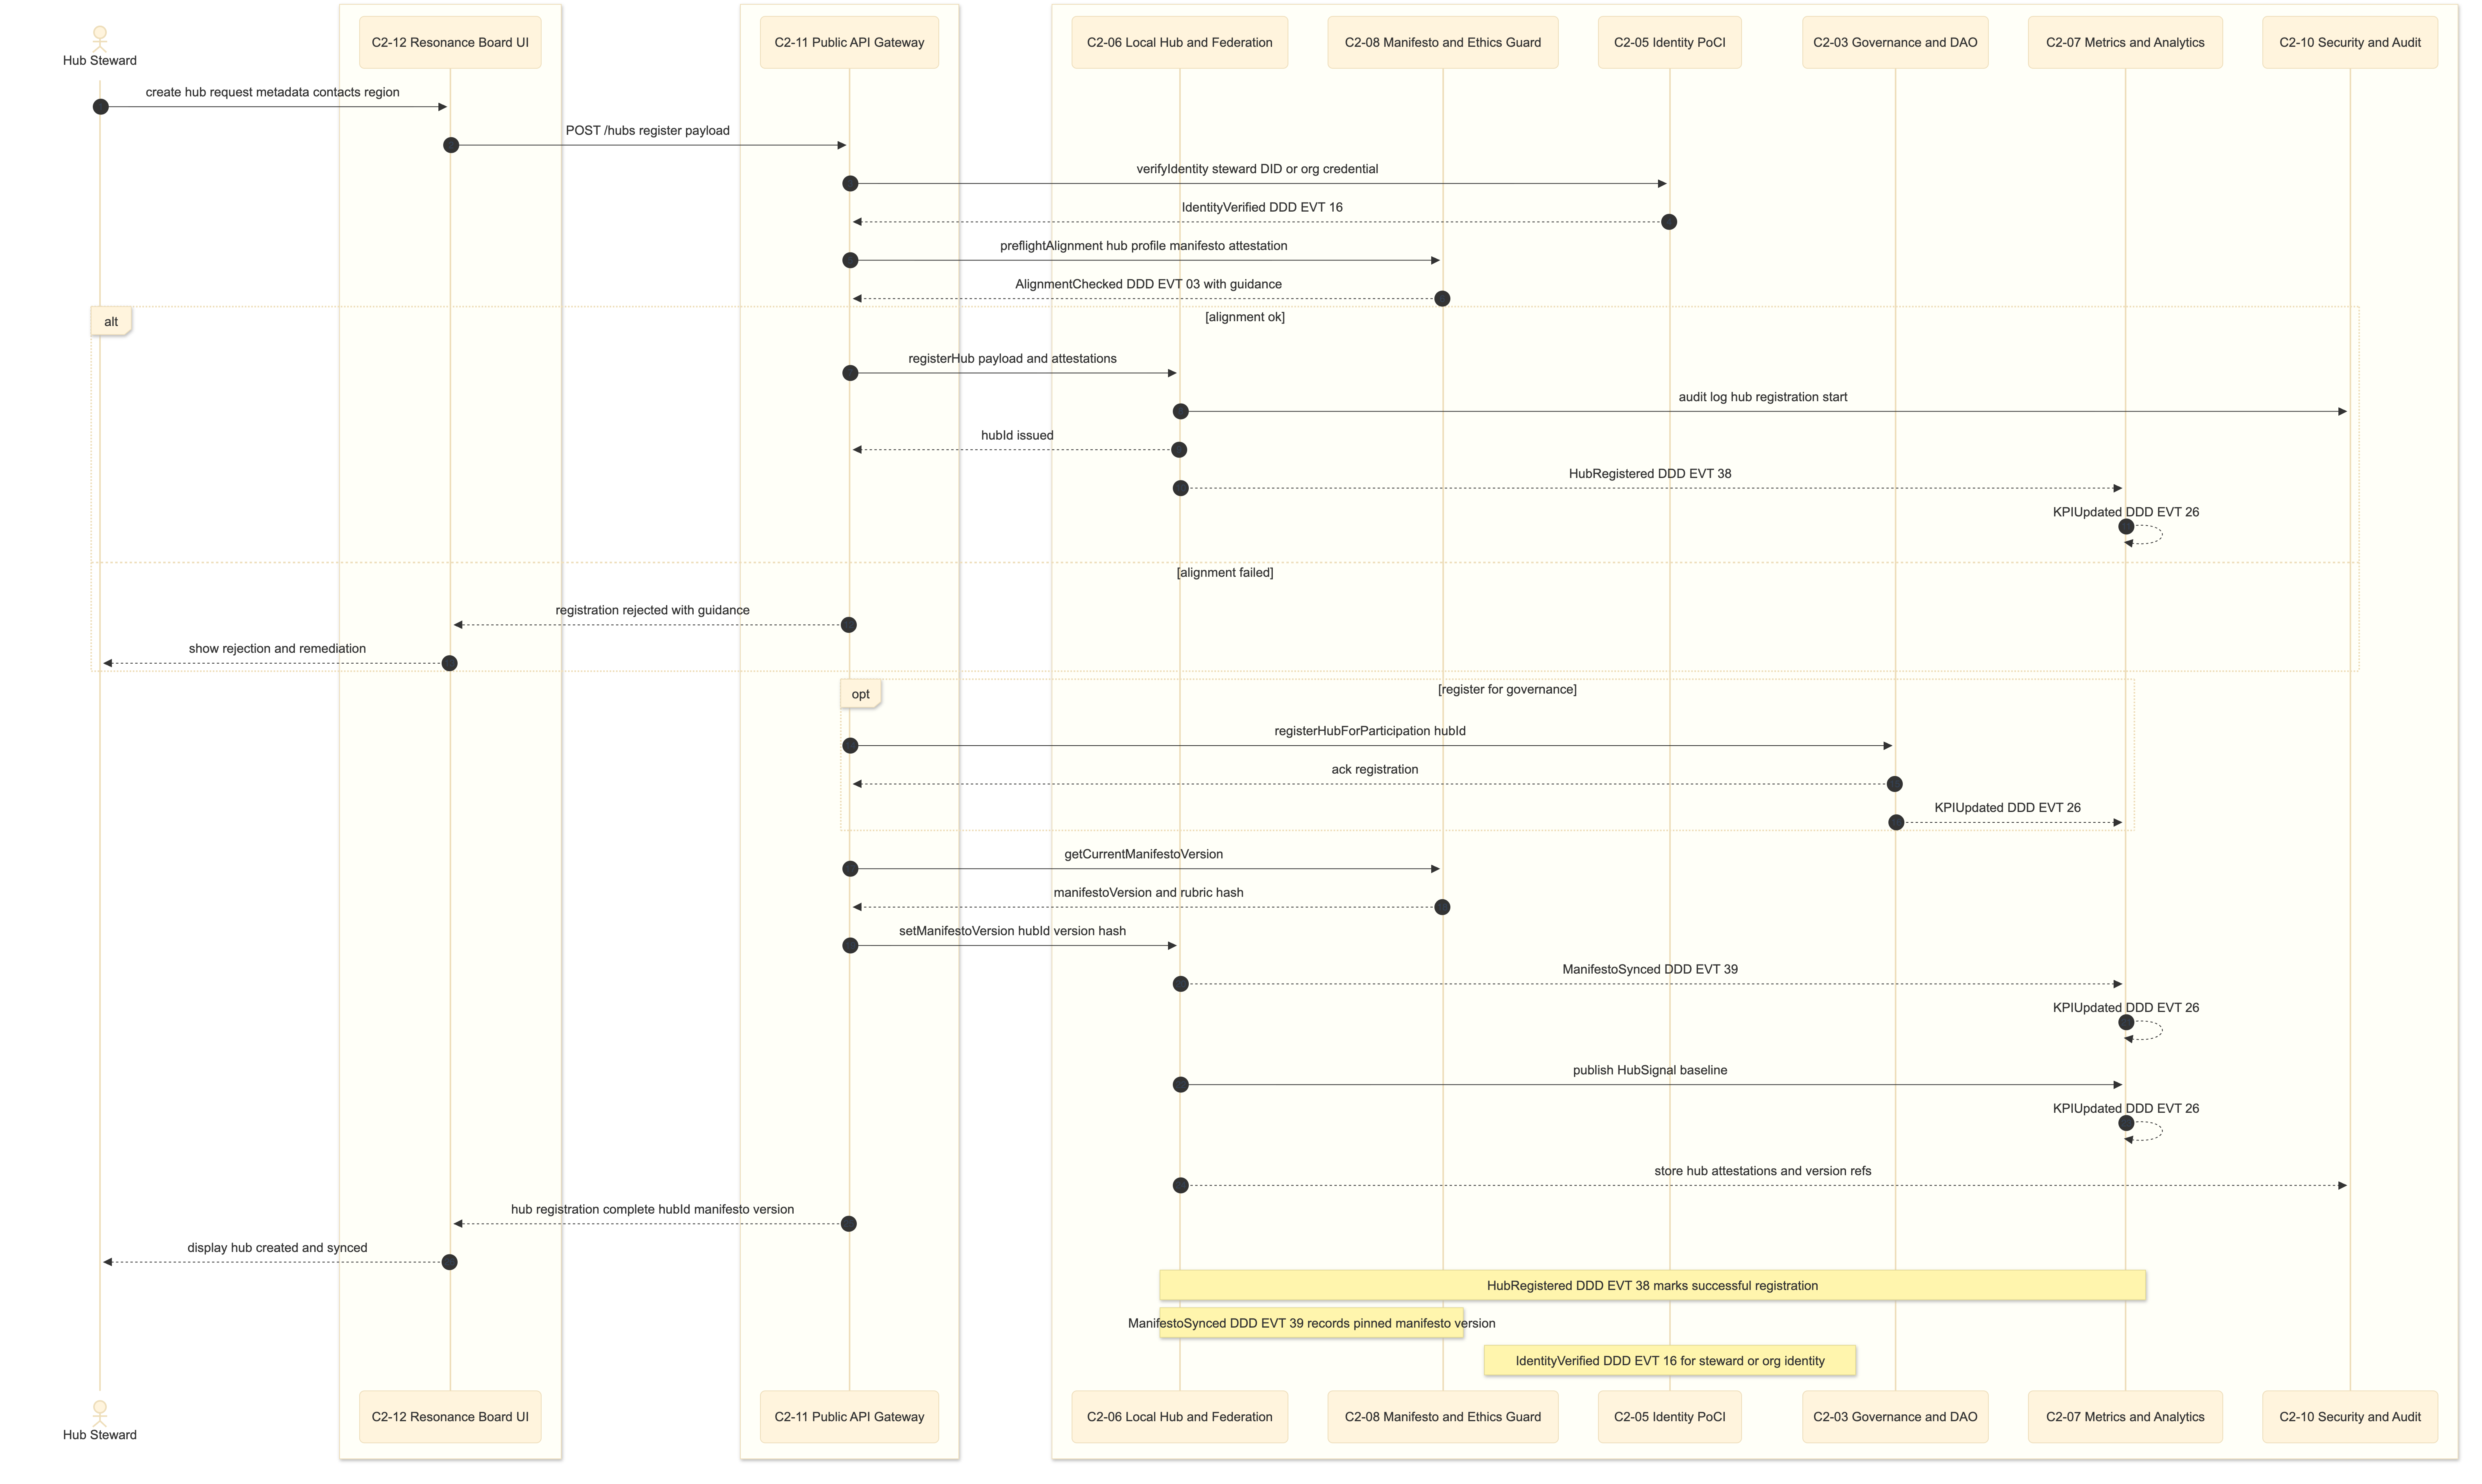 Hub Steward
C2-12 Resonance Board UI
C2-11 Public API Gateway
C2-06 Local Hub and Federation
C2-08 Manifesto and Ethics Guard
C2-05 Identity PoCI
C2-03 Governance and DAO
C2-07 Metrics and Analytics
C2-10 Security and Audit
create hub request metadata contacts region
POST /hubs register payload
verifyIdentity steward DID or org credential
IdentityVerified DDD EVT 16
preflightAlignment hub profile manifesto attestation
AlignmentChecked DDD EVT 03 with guidance
alt
[alignment ok]
registerHub payload and attestations
audit log hub registration start
hubId issued
HubRegistered DDD EVT 38
KPIUpdated DDD EVT 26
[alignment failed]
registration rejected with guidance
show rejection and remediation
opt
[register for governance]
registerHubForParticipation hubId
ack registration
KPIUpdated DDD EVT 26
getCurrentManifestoVersion
manifestoVersion and rubric hash
setManifestoVersion hubId version hash
ManifestoSynced DDD EVT 39
KPIUpdated DDD EVT 26
publish HubSignal baseline
KPIUpdated DDD EVT 26
store hub attestations and version refs
hub registration complete hubId manifesto version
display hub created and synced
HubRegistered DDD EVT 38 marks successful registration
ManifestoSynced DDD EVT 39 records pinned manifesto version
IdentityVerified DDD EVT 16 for steward or org identity
Hub Steward
C2-12 Resonance Board UI
C2-11 Public API Gateway
C2-06 Local Hub and Federation
C2-08 Manifesto and Ethics Guard
C2-05 Identity PoCI
C2-03 Governance and DAO
C2-07 Metrics and Analytics
C2-10 Security and Audit